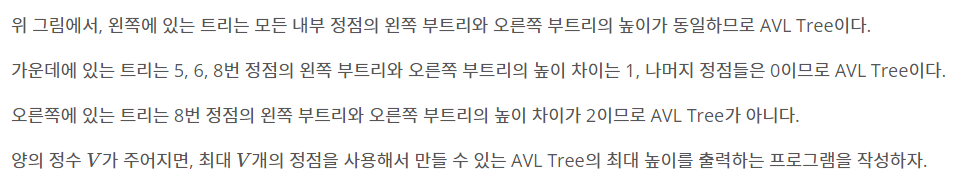 위 그림에서, 왼쪽에 있는 트리는 모든 내부 정점의 왼쪽 부트리와 오른쪽 부트리의 높이가 동일하므로 AVL Tree이다.
가운데에 있는 트리는 5, 6, 8번 정점의 왼쪽 부트리와 오른쪽 부트리의 높이 차이는 1, 나머지 정점들은 0이므로 AVL Tree이다.
오른쪽에 있는 트리는 8번 정점의 왼쪽 부트리와 오른쪽 부트리의 높이 차이가 2이므로 AVL Tree가 아니다.
양의 정수 V가 주어지면, 최대 V개의 정점을 사용해서 만들 수 있는 AVL Tree의 최대 높이를 출력하는 프로그램을 작성하자.